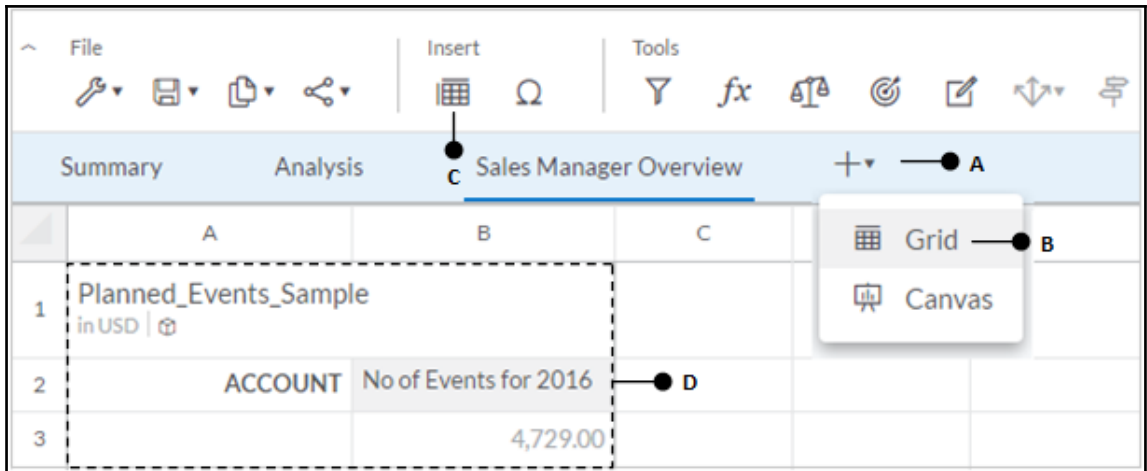 File Insert Tools
fx Ω
Summary Analysis C Sales Manager Overview + A
A B C
Grid B
1 Planned_Events_Sample
in USD
Canvas
2 ACCOUNT No of Events for 2016 D
3 4,729.00